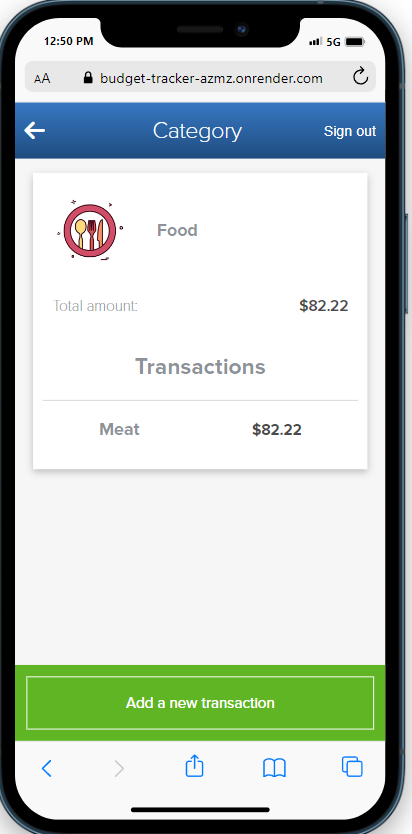 12:50 PM 5G
AA budget-tracker-azmz.onrender.com
Category Sign out
Food
Total amount: $82.22
Transactions
Meat $82.22
Add a new transaction